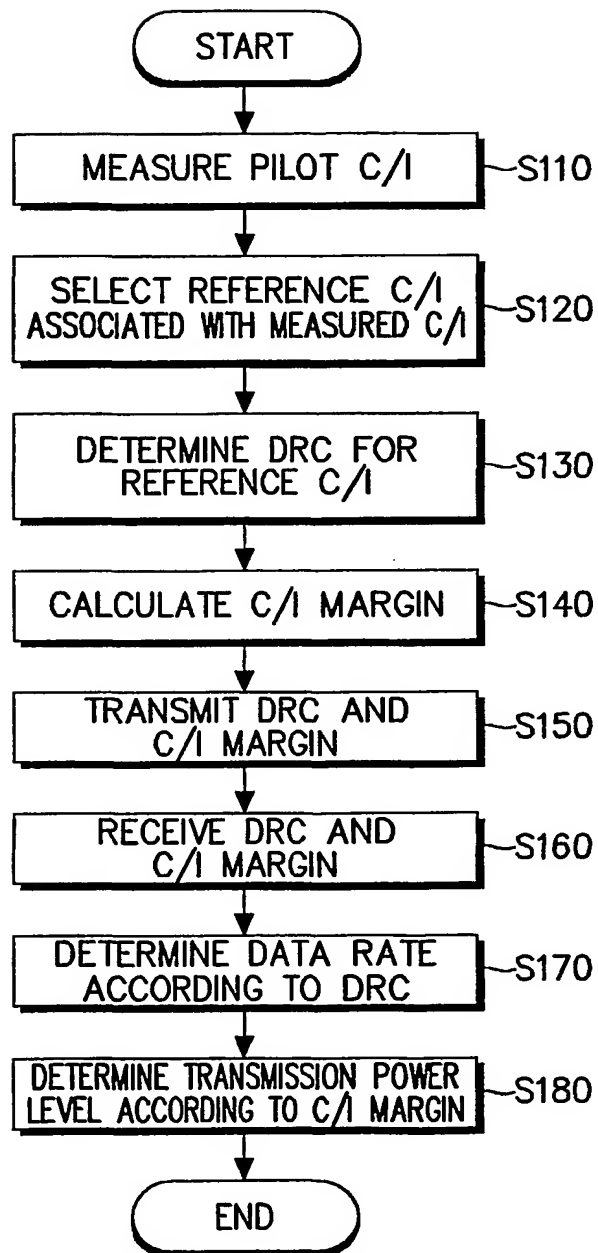 START
MEASURE PILOT C/I
S110
SELECT REFERENCE C/I
ASSOCIATED WITH MEASURED C/I
S120
DETERMINE DRC FOR
REFERENCE C/I
S130
CALCULATE C/I MARGIN
S140
TRANSMIT DRC AND
C/I MARGIN
S150
RECEIVE DRC AND
C/I MARGIN
S160
DETERMINE DATA RATE
ACCORDING TO DRC
S170
DETERMINE TRANSMISSION POWER
LEVEL ACCORDING TO C/I MARGIN
S180
END